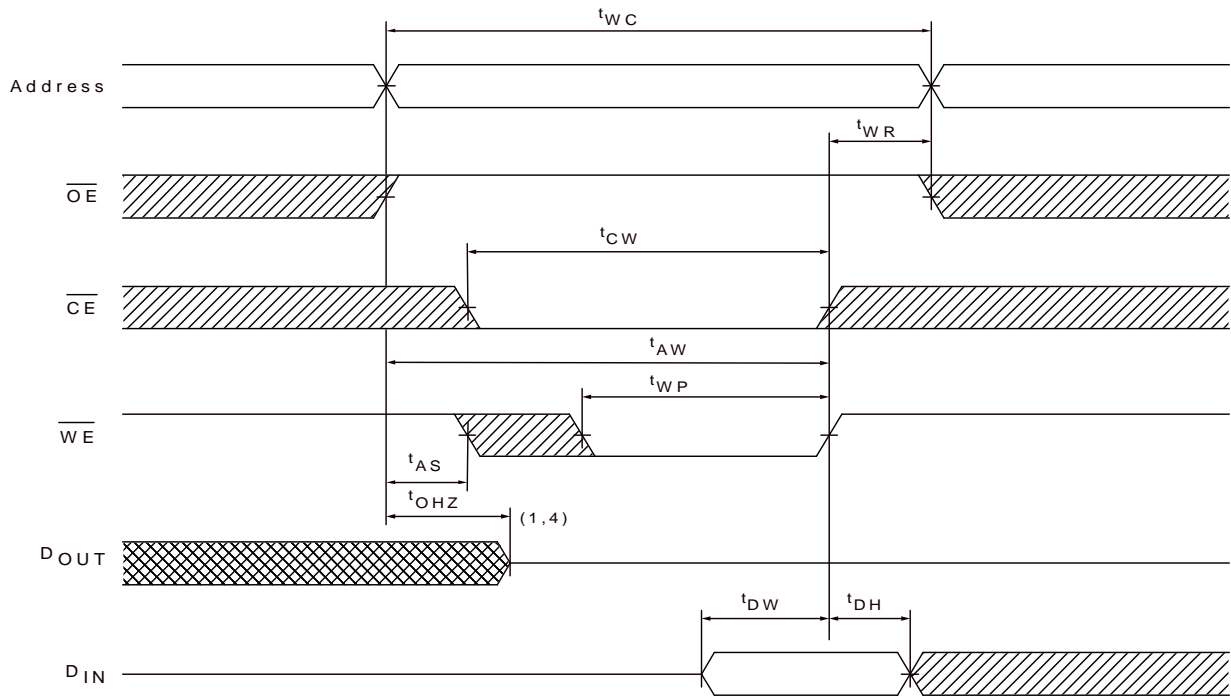 tWC
Address
tWR
OE
tCW
CE
tAW
tWP
WE
tAS
tOHZ
(1,4)
DOUT
tDW
tDH
DIN